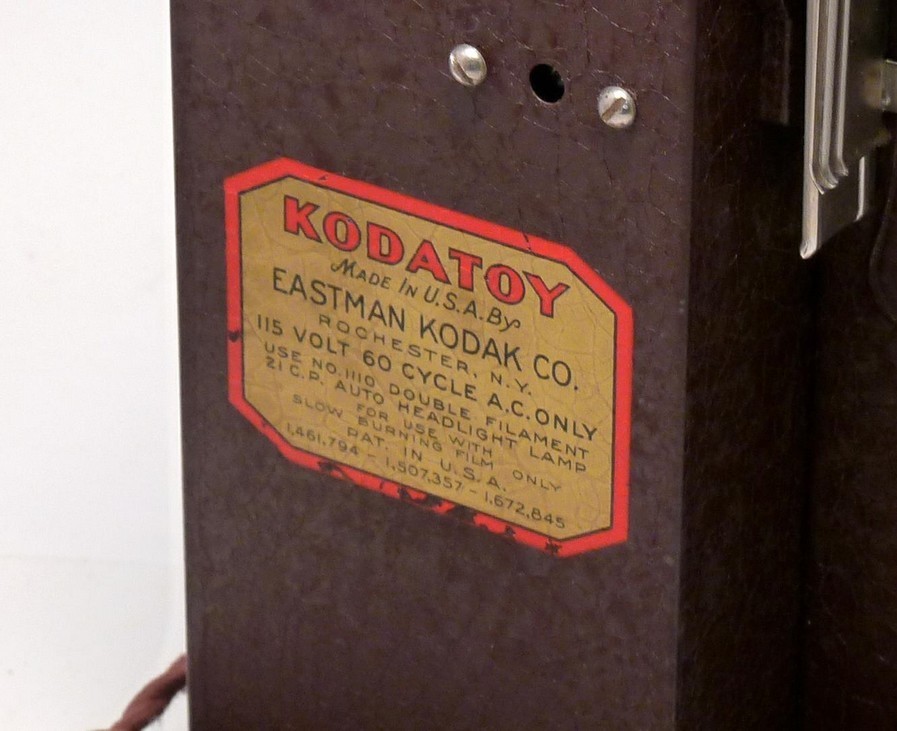 KODATOY
MADE IN U.S.A. By
EASTMAN KODAK CO.
ROCHESTER, N.Y.
115 VOLT 60 CYCLE A.C. ONLY
USE NO. 1110 DOUBLE FILAMENT
21 C.P. AUTO HEADLIGHT LAMP
FOR USE WITH
SLOW BURNING FILM ONLY
PAT. IN U.S.A.
1,461,794 - 1,507,357 - 1,672,845